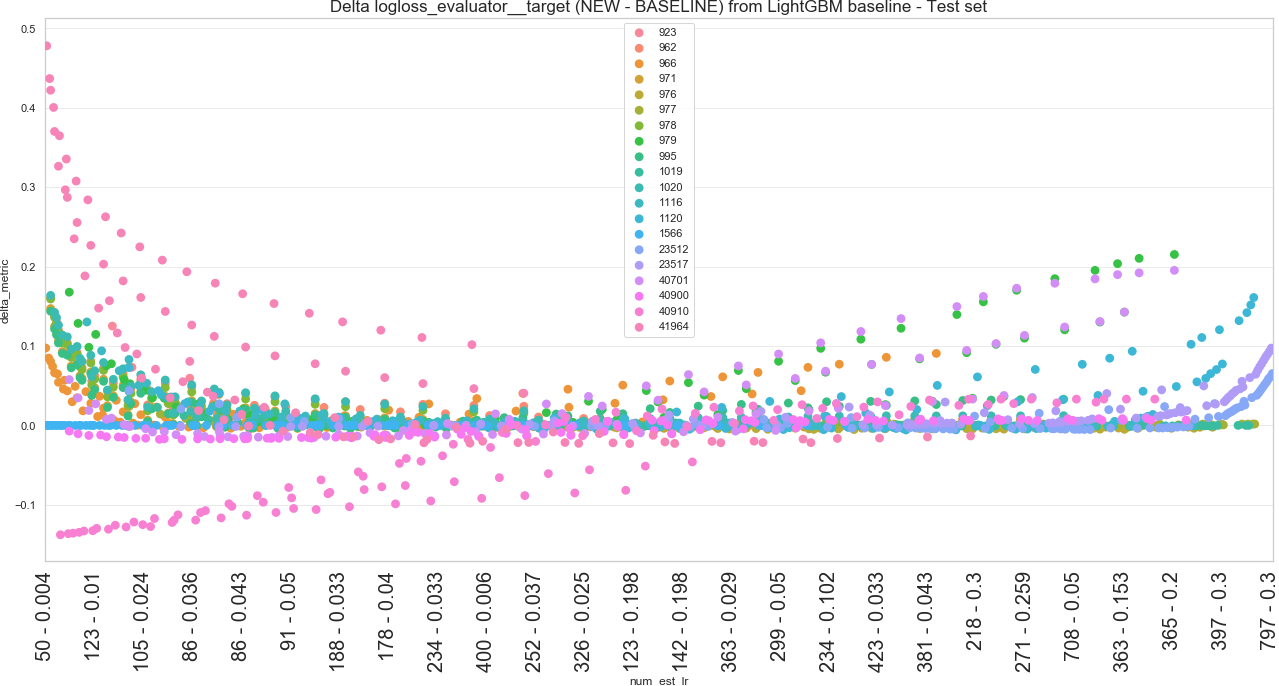 Delta logloss_evaluator__target (NEW - BASELINE) from LightGBM baseline - Test set
923
962
966
971
976
977
978
979
995
1019
1020
1116
1120
1566
23512
23517
40701
40900
40910
41964
delta_metric
0.5
0.4
0.3
0.2
0.1
0.0
−0.1
50 - 0.004
123 - 0.01
105 - 0.024
86 - 0.036
86 - 0.043
91 - 0.05
188 - 0.033
178 - 0.04
234 - 0.033
400 - 0.006
252 - 0.037
326 - 0.025
123 - 0.198
142 - 0.198
363 - 0.029
299 - 0.05
234 - 0.102
423 - 0.033
381 - 0.043
218 - 0.3
271 - 0.259
708 - 0.05
363 - 0.153
365 - 0.2
397 - 0.3
797 - 0.3
num_est_lr